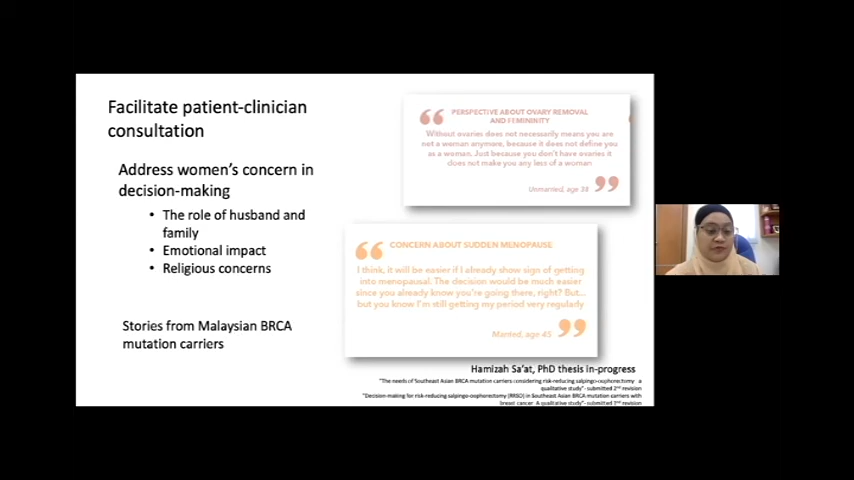 Facilitate patient-clinician
consultation
Address women's concern in
decision-making
• The role of husband and
family
• Emotional impact
• Religious concerns
Stories from Malaysian BRCA
mutation carriers
PERSPECTIVE ABOUT OVARY REMOVAL
AND FEMININITY
Without ovaries does not necessarily means you are
not a woman anymore, because it does not define you
as a woman. Just because you don't have ovaries it
does not make you any less of a woman
Unmarried, age 38
CONCERN ABOUT SUDDEN MENOPAUSE
I think, it will be easier if I already show sign of getting
into menopausal. The decision would be much easier
since you already know you're going there, right? But...
but you know I'm still getting my period very regularly
Married, age 45
Hamizah Sa'at, PhD thesis in-progress
"The needs of Southeast Asian BRCA mutation carriers considering risk-reducing salpingo-oophorectomy: a
qualitative study"- submitted 2nd revision
"Decision making for risk-reducing salpingo-oophorectomy (RRSO) in Southeast Asian BRCA mutation carriers with
breast cancer: A qualitative study"- submitted revision